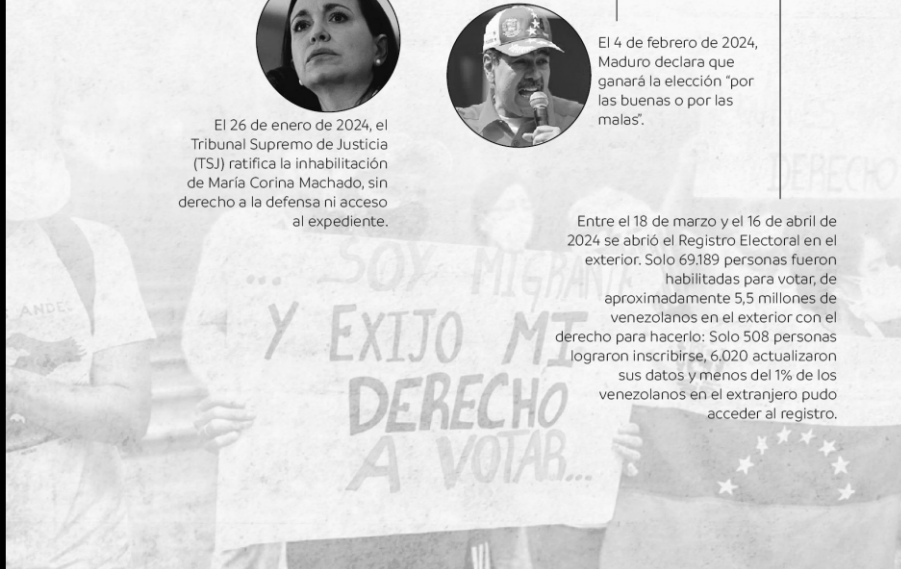 El 4 de febrero de 2024,
Maduro declara que
ganará la elección “por
las buenas o por las
malas”.
El 26 de enero de 2024, el
Tribunal Supremo de Justicia
(TSJ) ratifica la inhabilitación
de María Corina Machado, sin
derecho a la defensa ni acceso
al expediente.
Entre el 18 de marzo y el 16 de abril de
2024 se abrió el Registro Electoral en el
exterior. Solo 69.189 personas fueron
habilitadas para votar, de
aproximadamente 5,5 millones de
venezolanos en el exterior con el
derecho para hacerlo: Solo 508 personas
lograron inscribirse, 6.020 actualizaron
sus datos y menos del 1% de los
venezolanos en el extranjero pudo
acceder al registro.
DERECHO
... SOY MIGRANTE
Y EXIJO MI
DERECHO
A VOTAR...